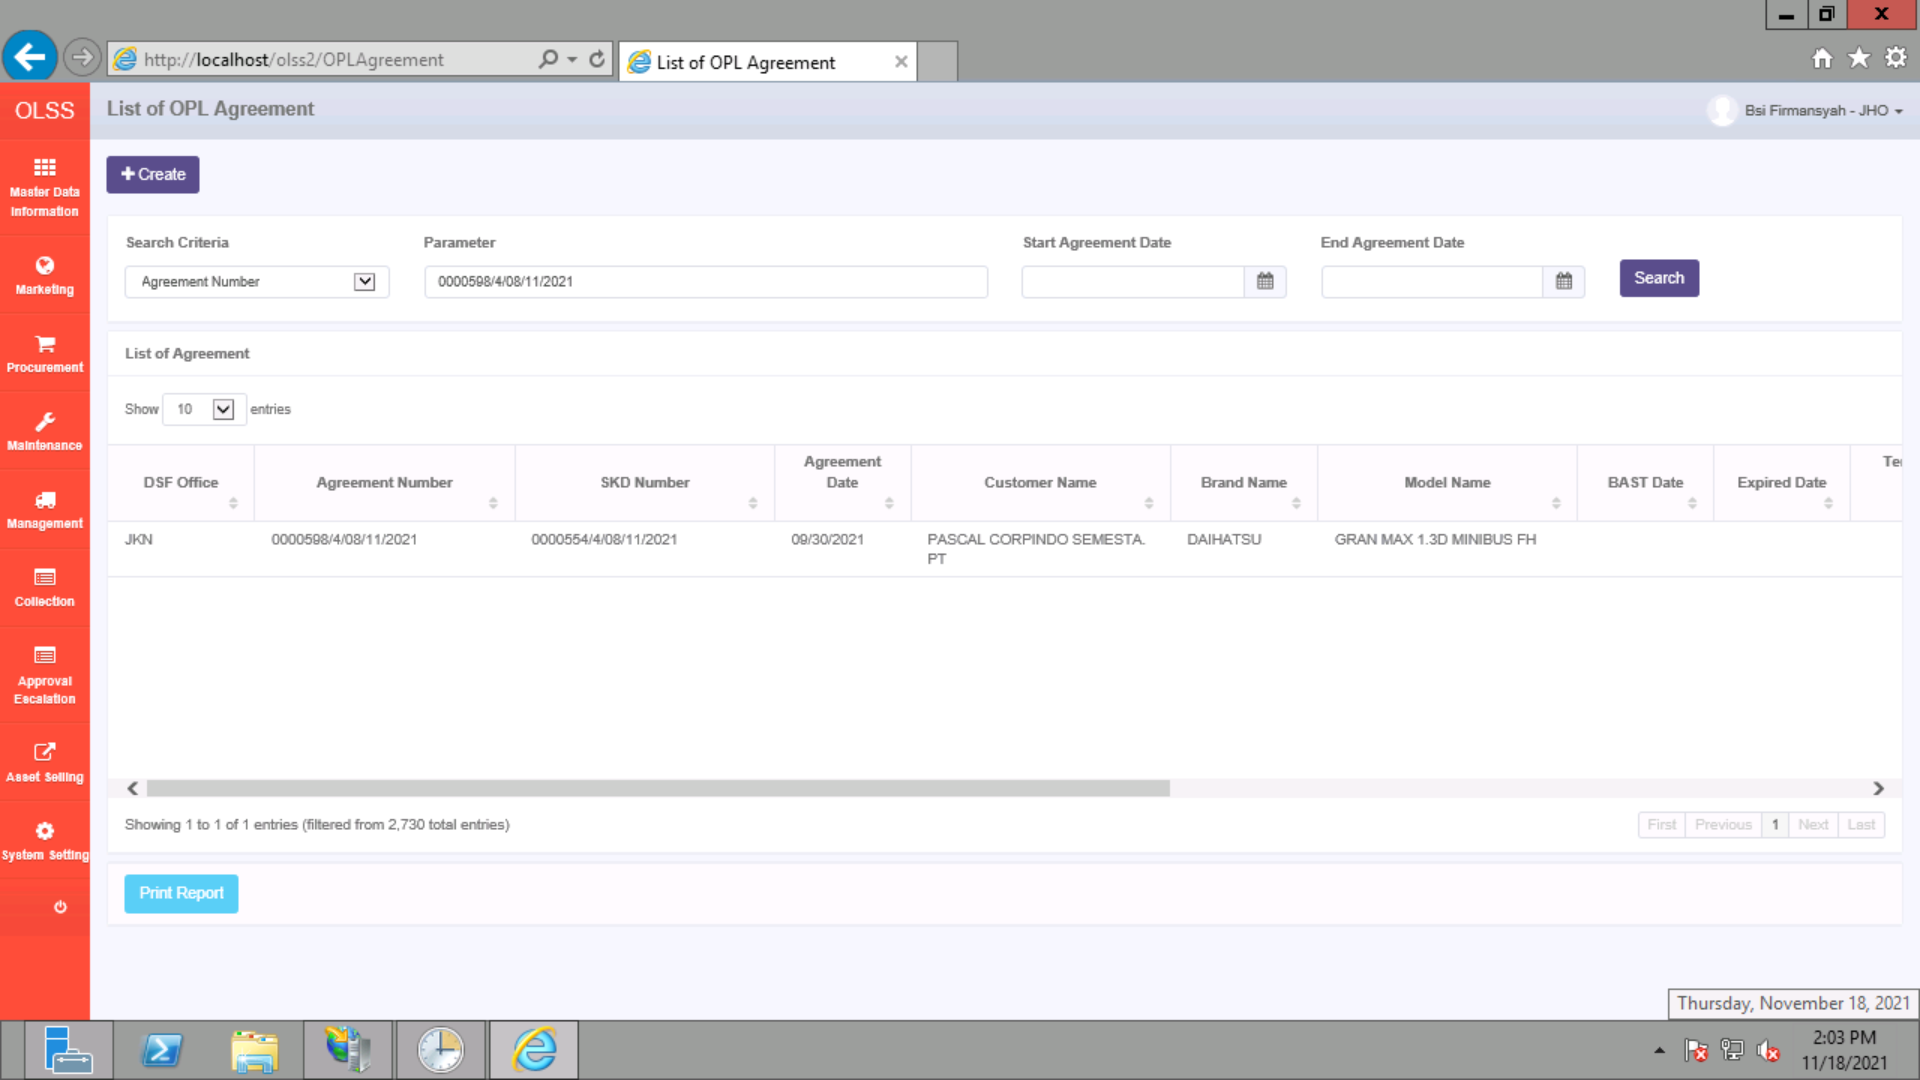 http://localhost/olss2/OPLAgreement
List of OPL Agreement
OLSS
List of OPL Agreement
Bsi Firmansyah - JHO
Master Data
Information
Marketing
Procurement
Maintenance
Management
Collection
Approval
Escalation
Asset Selling
System Setting
Create
Search Criteria
Parameter
Start Agreement Date
End Agreement Date
Agreement Number
0000598/4/08/11/2021
Search
List of Agreement
Show 10 entries
DSF Office
Agreement Number
SKD Number
Agreement
Date
Customer Name
Brand Name
Model Name
BAST Date
Expired Date
JKN
0000598/4/08/11/2021
0000554/4/08/11/2021
09/30/2021
PASCAL CORPINDO SEMESTA.
PT
DAIHATSU
GRAN MAX 1.3D MINIBUS FH
Showing 1 to 1 of 1 entries (filtered from 2,730 total entries)
First Previous 1 Next Last
Print Report
Thursday, November 18, 2021
2:03 PM
11/18/2021